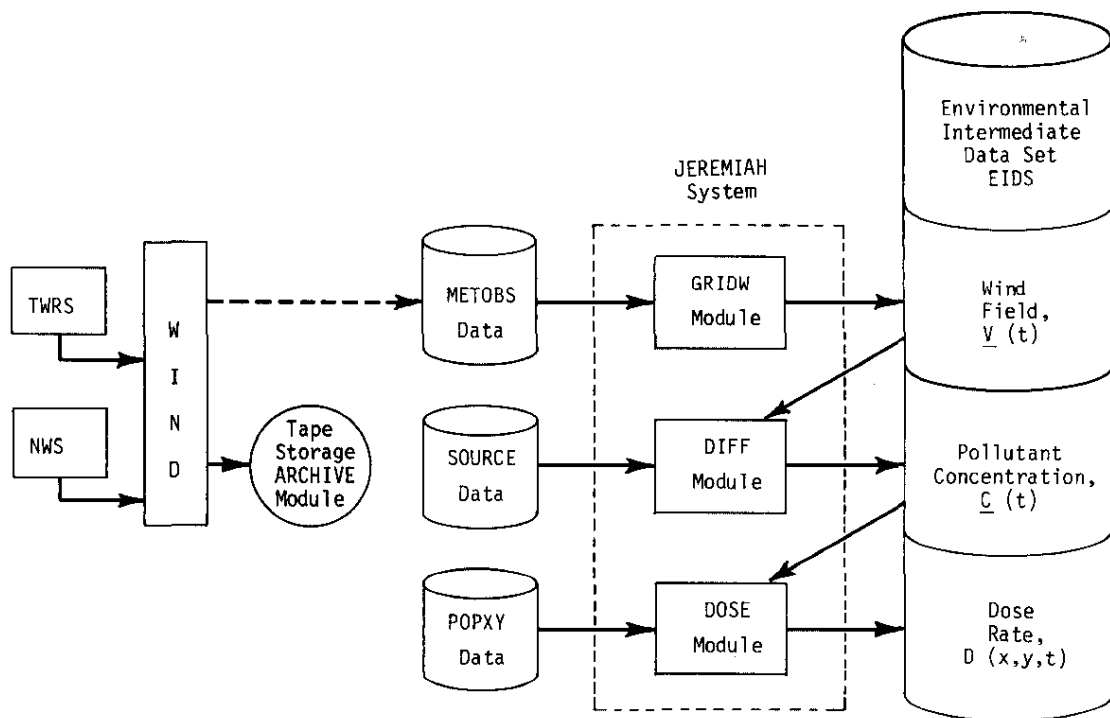 TWRS
NWS
W
I
N
D
Tape
Storage
ARCHIVE
Module
METOBS
Data
SOURCE
Data
POPXY
Data
JEREMIAH
System
GRIDW
Module
DIFF
Module
DOSE
Module
Environmental
Intermediate
Data Set
EIDS
Wind
Field,
V (t)
Pollutant
Concentration,
C (t)
Dose
Rate,
D (x,y,t)